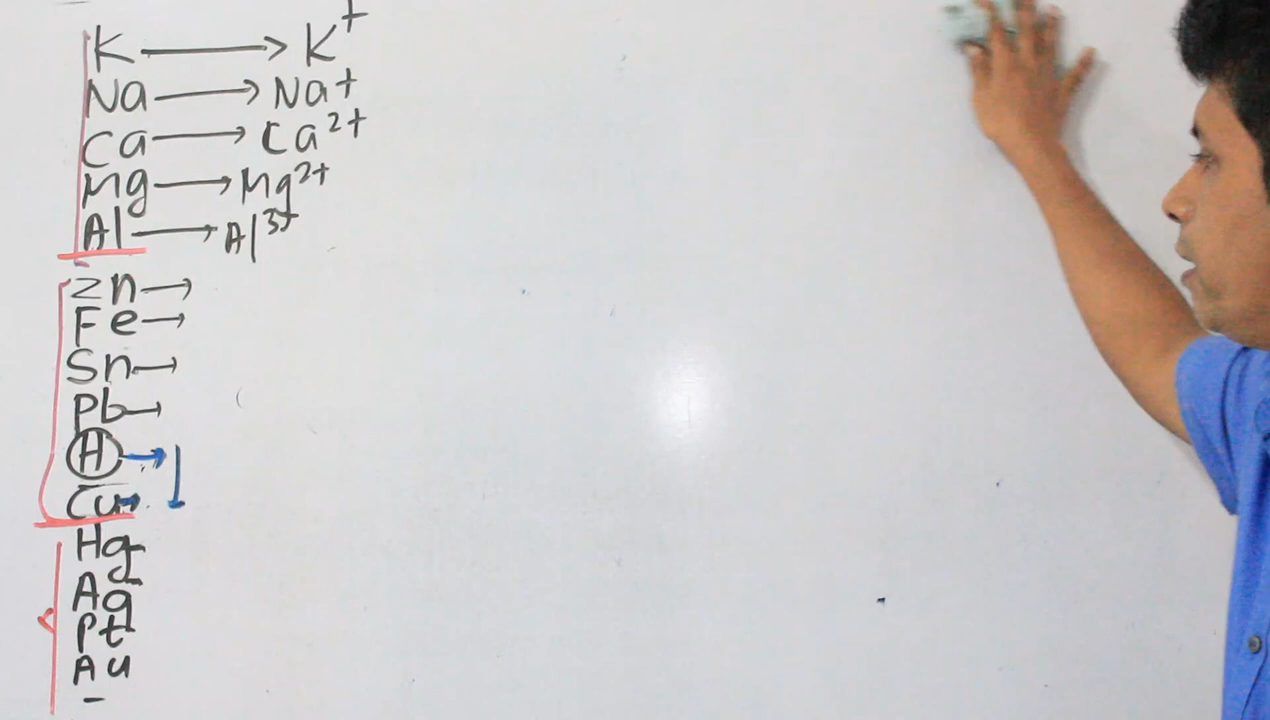 K → K⁺
Na → Na⁺
Ca → Ca²⁺
Mg → Mg²⁺
Al → Al³⁺
Zn →
Fe →
Sn →
Pb →
H →
Cu →
Hg
Ag
Pt
Au
-